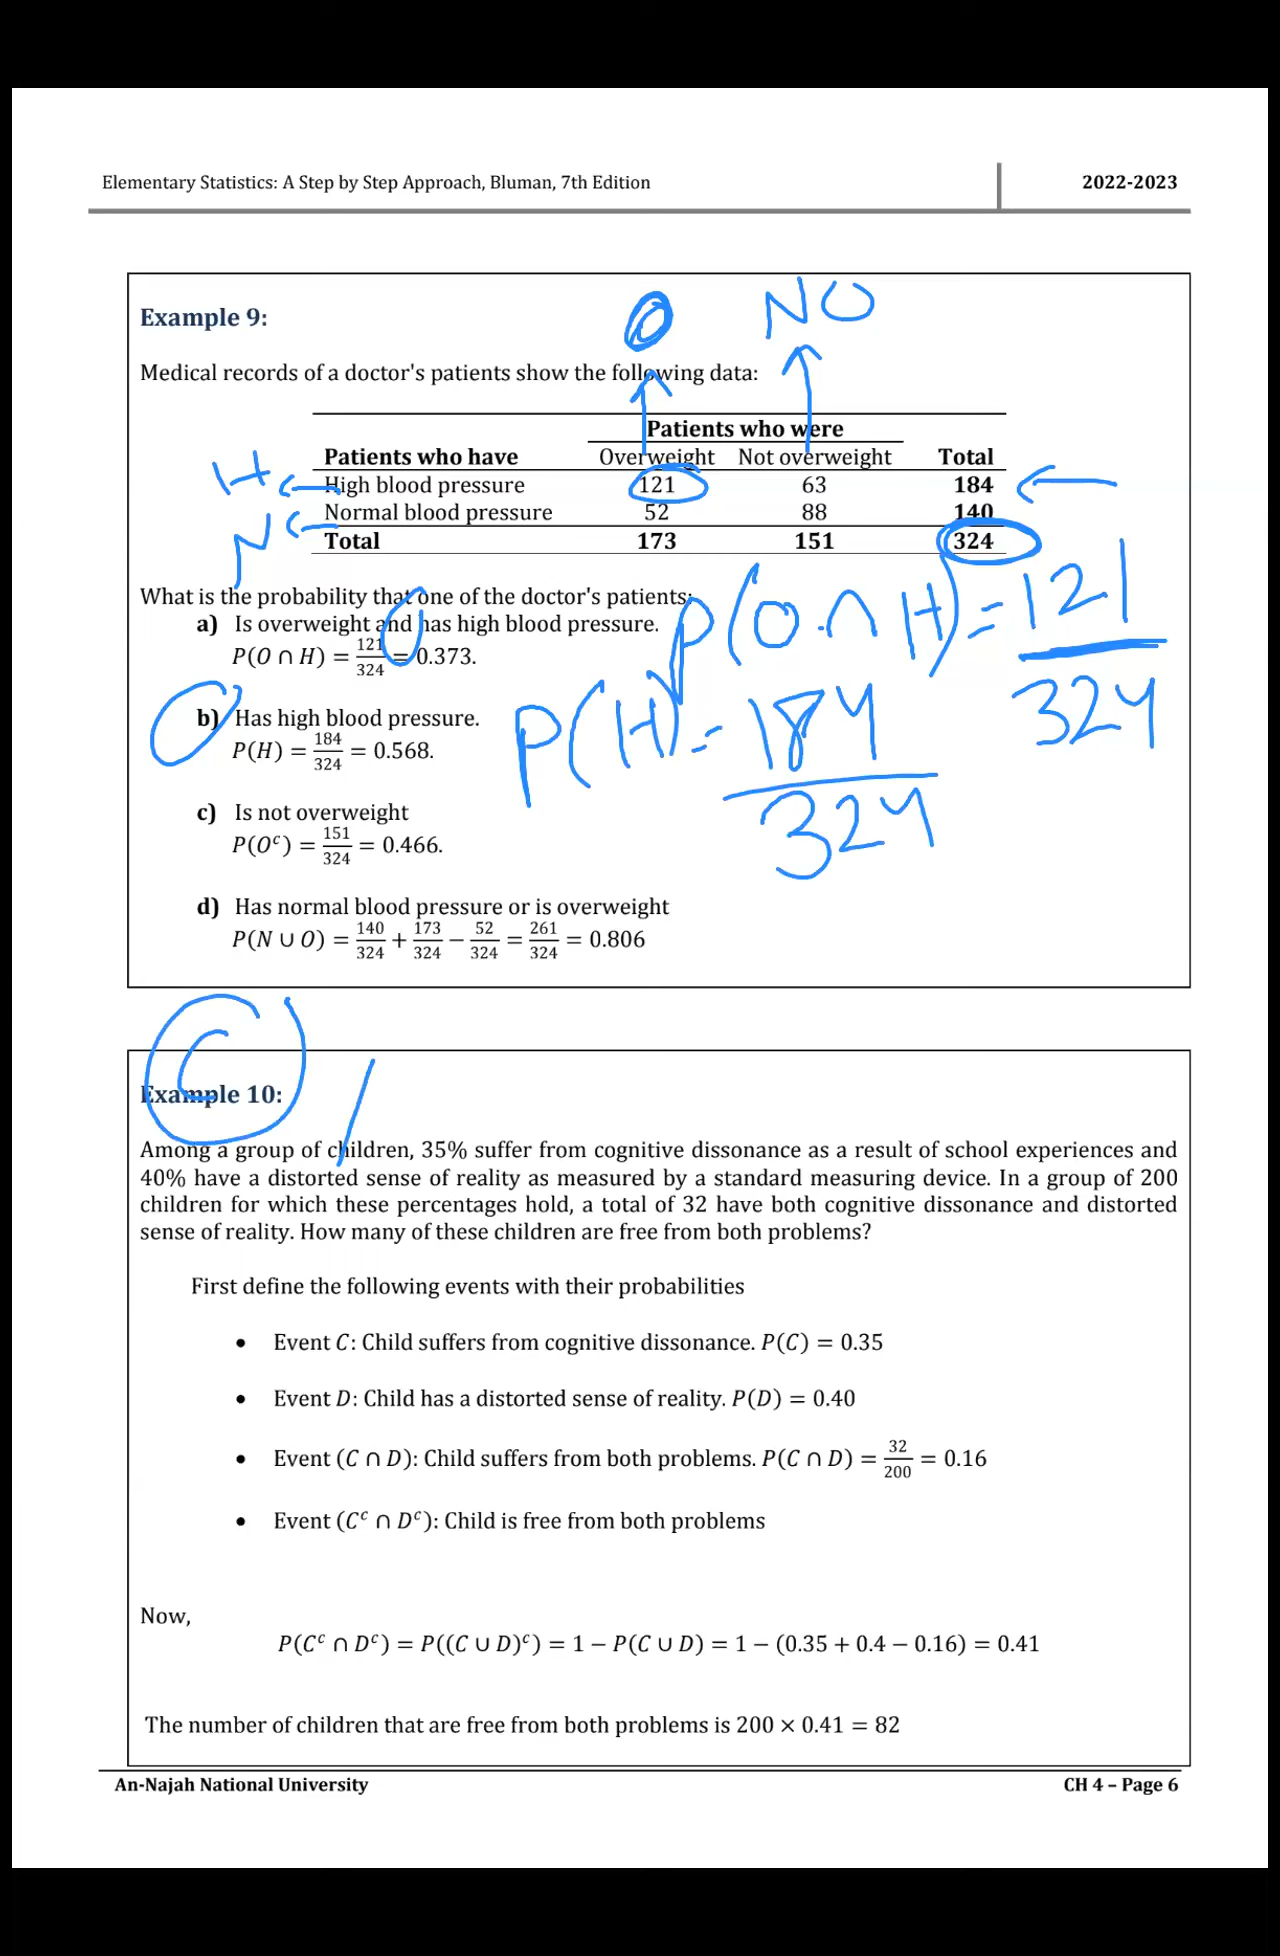 Elementary Statistics: A Step by Step Approach, Bluman, 7th Edition 2022-2023
O NO
Example 9:
Medical records of a doctor's patients show the following data:
Patients who were
Patients who have Overweight Not overweight Total
H High blood pressure 121 63 184
N Normal blood pressure 52 88 140
Total 173 151 324
What is the probability that one of the doctor's patients:
a) Is overweight and has high blood pressure.
P(O ∩ H) = 121/324 = 0.373.
P(O ∩ H) = 121/324
b) Has high blood pressure.
P(H) = 184/324 = 0.568.
P(H) = 184/324
c) Is not overweight
P(Oᶜ) = 151/324 = 0.466.
d) Has normal blood pressure or is overweight
P(N ∪ O) = 140/324 + 173/324 − 52/324 = 261/324 = 0.806
C
Example 10:
Among a group of children, 35% suffer from cognitive dissonance as a result of school experiences and
40% have a distorted sense of reality as measured by a standard measuring device. In a group of 200
children for which these percentages hold, a total of 32 have both cognitive dissonance and distorted
sense of reality. How many of these children are free from both problems?
First define the following events with their probabilities
• Event C: Child suffers from cognitive dissonance. P(C) = 0.35
• Event D: Child has a distorted sense of reality. P(D) = 0.40
• Event (C ∩ D): Child suffers from both problems. P(C ∩ D) = 32/200 = 0.16
• Event (Cᶜ ∩ Dᶜ): Child is free from both problems
Now,
P(Cᶜ ∩ Dᶜ) = P((C ∪ D)ᶜ) = 1 − P(C ∪ D) = 1 − (0.35 + 0.4 − 0.16) = 0.41
The number of children that are free from both problems is 200 × 0.41 = 82
An-Najah National University CH 4 – Page 6